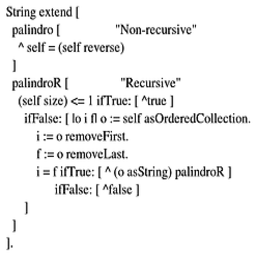 String extend [
palindro [ "Non-recursive"
^ self = (self reverse)
]
palindroR [ "Recursive"
(self size) <= 1 ifTrue: [ ^true ]
ifFalse: [ |o i f| o := self asOrderedCollection.
i := o removeFirst.
f := o removeLast.
i = f ifTrue: [ ^ (o asString) palindroR ]
ifFalse: [ ^false ]
]
]
].